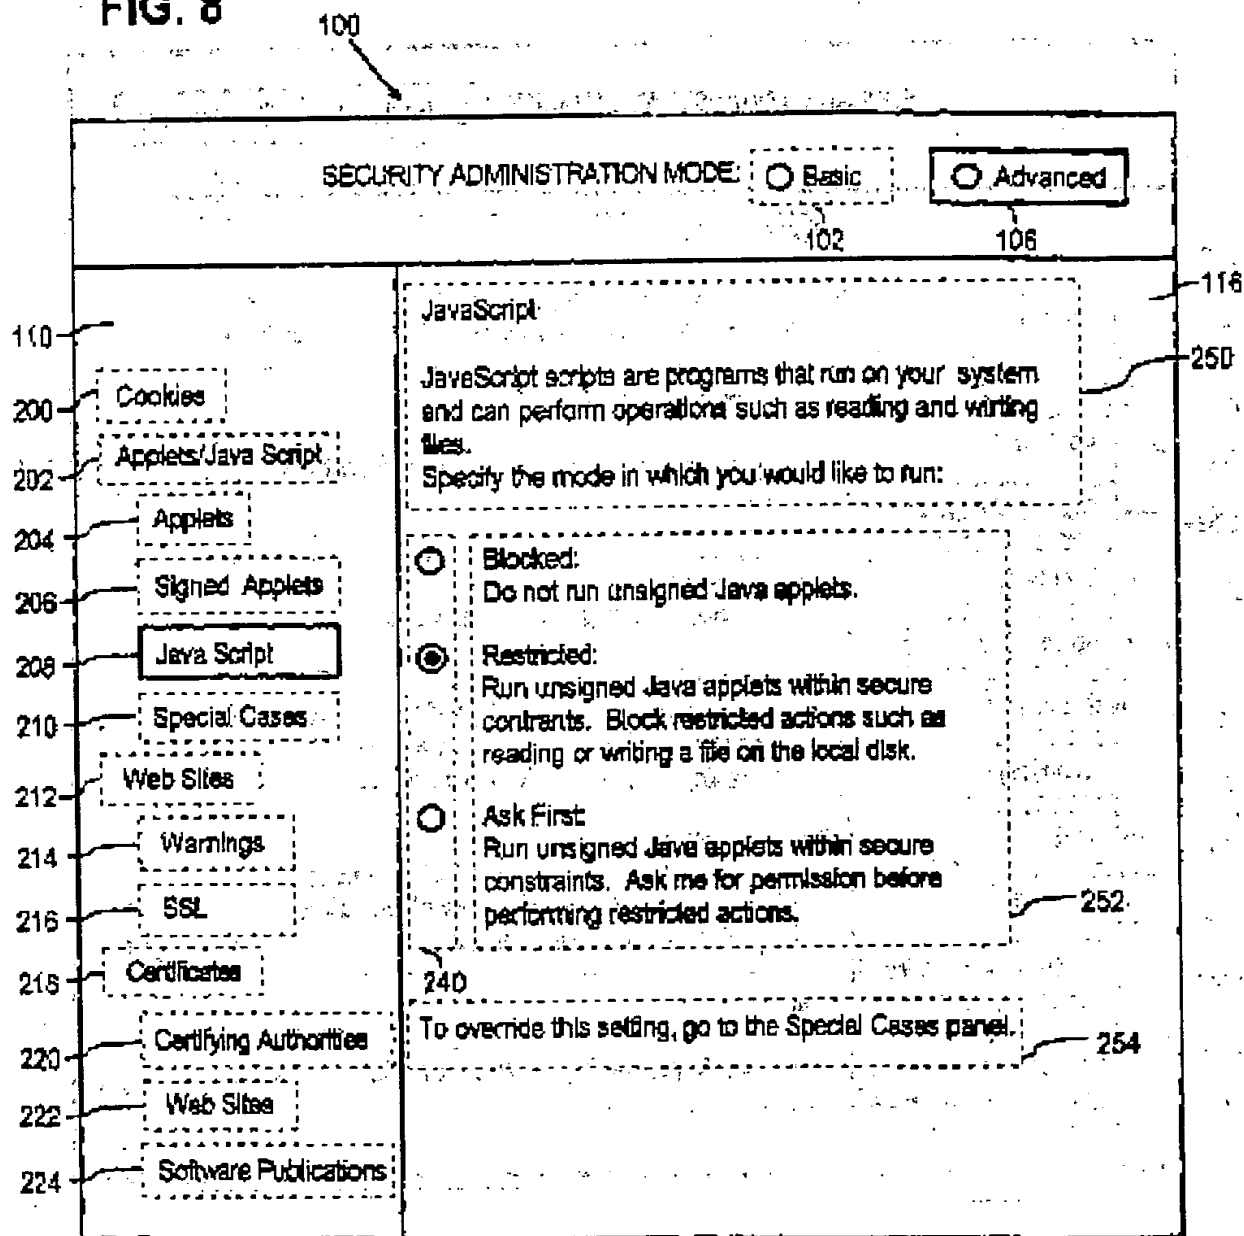 FIG. 8
100
SECURITY ADMINISTRATION MODE: Basic Advanced
102 106
116
110
JavaScript
250
JavaScript scripts are programs that run on your system
and can perform operations such as reading and wirting
files.
Specify the mode in which you would like to run:
200 Cookies
202 Applets/Java Script
204 Applets
206 Signed Applets
208 Java Script
210 Special Cases
212 Web Sites
214 Warnings
216 SSL
218 Certificates
220 Certifying Authorities
222 Web Sites
224 Software Publications
Blocked:
Do not run unsigned Java applets.
Restricted:
Run unsigned Java applets within secure
contraints. Block restricted actions such as
reading or writing a file on the local disk.
Ask First:
Run unsigned Java applets within secure
constraints. Ask me for permission before
performing restricted actions.
252
240
To override this setting, go to the Special Cases panel.
254